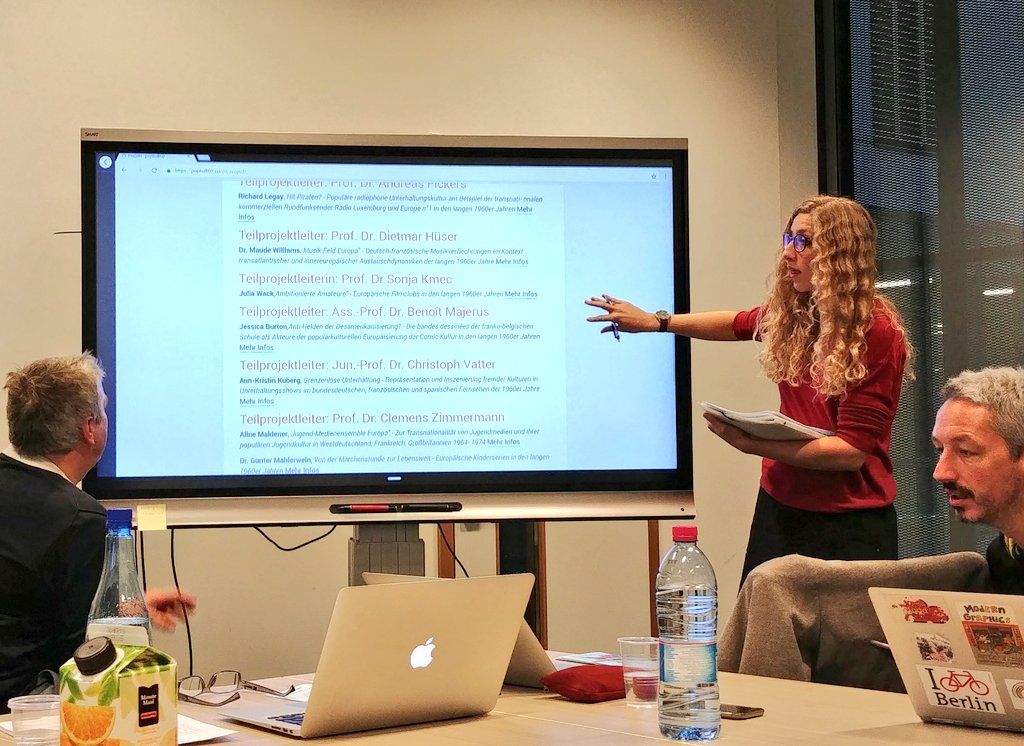 SMART
Teilprojektleiter: Prof. Dr. Andreas Fickers
Richard Legay, Hit Piraten? - Populäre radiophone Unterhaltungskultur am Beispiel der transnati onalen
kommerziellen Rundfunksender Radio Luxemburg und Europe n°1 in den langen 1960er Jahren Mehr
Infos
Teilprojektleiter: Prof. Dr. Dietmar Hüser
Dr. Maude Williams, Musik-Feld Europa" - Deutsch-französische Musikverflechtungen im Kontext
transatlantischer und innereuropäischer Austauschdynamiken der langen 1960er Jahre Mehr Infos
Teilprojektleiterin: Prof. Dr Sonja Kmec
Julia Wack, Ambitionierte Amateure" - Europäische Filmclubs in den langen 1960er Jahren Mehr Infos
Teilprojektleiter: Ass.-Prof. Dr. Benoît Majerus
Jessica Burton, Anti-Helden der Desamerikanisierung? - Die bandes dessinées der franko-belgischen
Schule als Akteure der populärkulturellen Europäisierung der Comic-Kultur in den langen 1960er Jahren
Mehr Infos
Teilprojektleiter: Jun.-Prof. Dr. Christoph Vatter
Ann-Kristin Kuberg, Grenzenlose Unterhaltung - Repräsentation und Inszenierung fremder Kulturen in
Unterhaltungsshows im bundesdeutschen, französischen und spanischen Fernsehen der 1960er Jahre
Mehr Infos
Teilprojektleiter: Prof. Dr. Clemens Zimmermann
Aline Maldener, Jugend-Medienensemble Europa" - Zur Transnationalität von Jugendmedien und ihrer
populären Jugendkultur in Westdeutschland, Frankreich, Großbritannien 1964- 1974 Mehr Infos
Dr. Gunter Mahlerwein, Von der Märchenstunde zur Lebenswelt - Europäische Kinderserien in den langen
1960er Jahren Mehr Infos
Minute
Maid
MODERN
GRAPHICS
I
Berlin